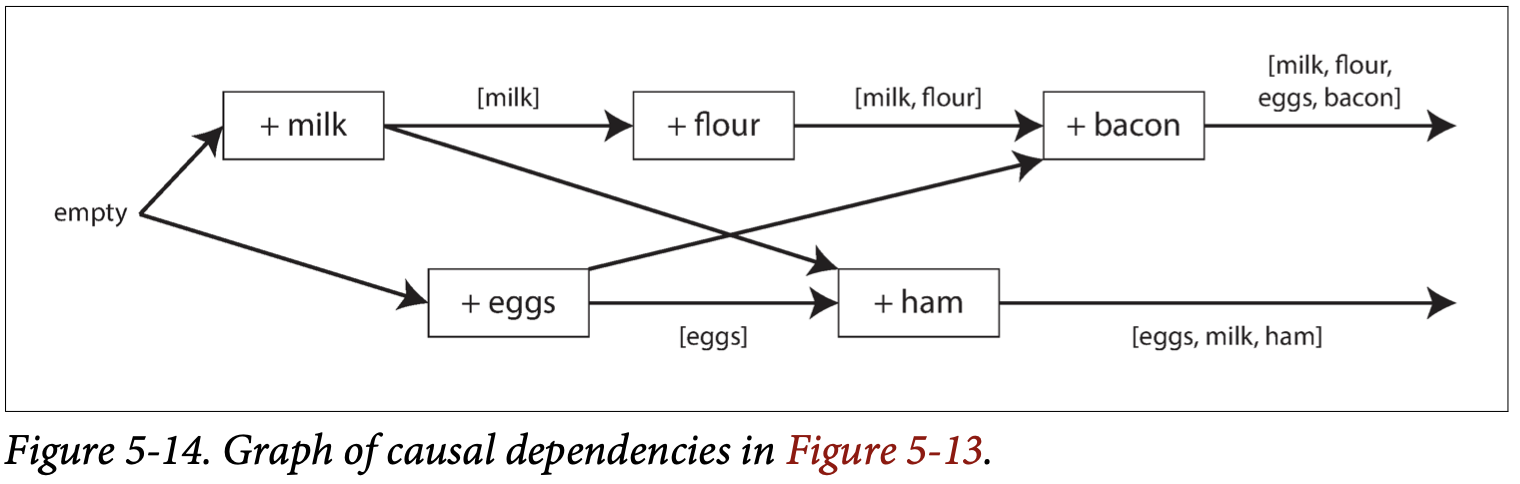 [milk, flour,
eggs, bacon]
[milk]
[milk, flour]
+ milk
+ flour
+ bacon
empty
+ eggs
+ ham
[eggs]
[eggs, milk, ham]
Figure 5-14. Graph of causal dependencies in Figure 5-13.